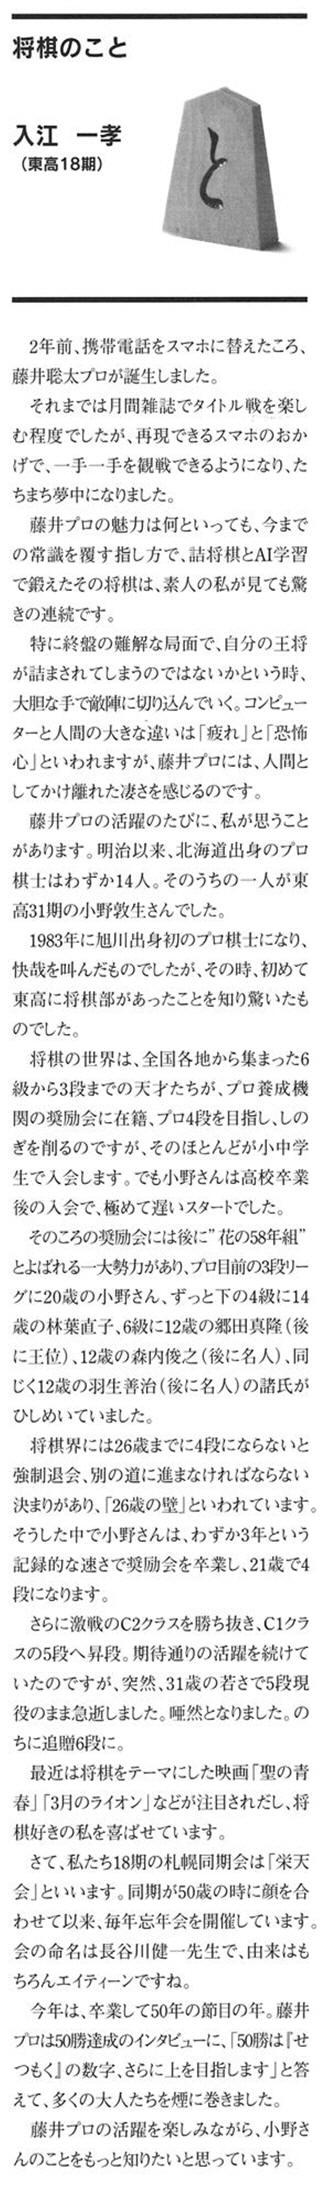 将棋のこと
入江 一孝
(東高18期)
と
2年前、携帯電話をスマホに替えたころ、
藤井聡太プロが誕生しました。
それまでは月間雑誌でタイトル戦を楽し
む程度でしたが、再現できるスマホのおか
げで、一手一手を観戦できるようになり、た
ちまち夢中になりました。
藤井プロの魅力は何といっても、今まで
の常識を覆す指し方で、詰将棋とAI学習
で鍛えたその将棋は、素人の私が見ても驚
きの連続です。
特に終盤の難解な局面で、自分の王将
が詰まされてしまうのではないかという時、
大胆な手で敵陣に切り込んでいく。コンピュー
ターと人間の大きな違いは「疲れ」と「恐怖
心」といわれますが、藤井プロには、人間と
してかけ離れた凄さを感じるのです。
藤井プロの活躍のたびに、私が思うこと
があります。明治以来、北海道出身のプロ
棋士はわずか14人。そのうちの一人が東
高31期の小野敦生さんでした。
1983年に旭川出身初のプロ棋士になり、
快哉を叫んだものでしたが、その時、初めて
東高に将棋部があったことを知り驚いたも
のでした。
将棋の世界は、全国各地から集まった6
級から3段までの天才たちが、プロ養成機
関の奨励会に在籍、プロ4段を目指し、しの
ぎを削るのですが、そのほとんどが小中学
生で入会します。でも小野さんは高校卒業
後の入会で、極めて遅いスタートでした。
そのころの奨励会には後に"花の58年組"
とよばれる一大勢力があり、プロ目前の3段リー
グに20歳の小野さん、ずっと下の4級に14
歳の林葉直子、6級に12歳の郷田真隆(後
に王位)、12歳の森内俊之(後に名人)、同
じく12歳の羽生善治(後に名人)の諸氏が
ひしめいていました。
将棋界には26歳までに4段にならないと
強制退会、別の道に進まなければならない
決まりがあり、「26歳の壁」といわれています。
そうした中で小野さんは、わずか3年という
記録的な速さで奨励会を卒業し、21歳で4
段になります。
さらに激戦のC2クラスを勝ち抜き、C1クラ
スの5段へ昇段。期待通りの活躍を続けて
いたのですが、突然、31歳の若さで5段現
役のまま急逝しました。唖然となりました。の
ちに追贈6段に。
最近は将棋をテーマにした映画「聖の青
春」「3月のライオン」などが注目されだし、将
棋好きの私を喜ばせています。
さて、私たち18期の札幌同期会は「栄天
会」といいます。同期が50歳の時に顔を合
わせて以来、毎年忘年会を開催しています。
会の命名は長谷川健一先生で、由来はも
ちろんエイティーンですね。
今年は、卒業して50年の節目の年。藤井
プロは50勝達成のインタビューに、「50勝は『せ
つもく』の数字、さらに上を目指します」と答
えて、多くの大人たちを煙に巻きました。
藤井プロの活躍を楽しみながら、小野さ
んのことをもっと知りたいと思っています。